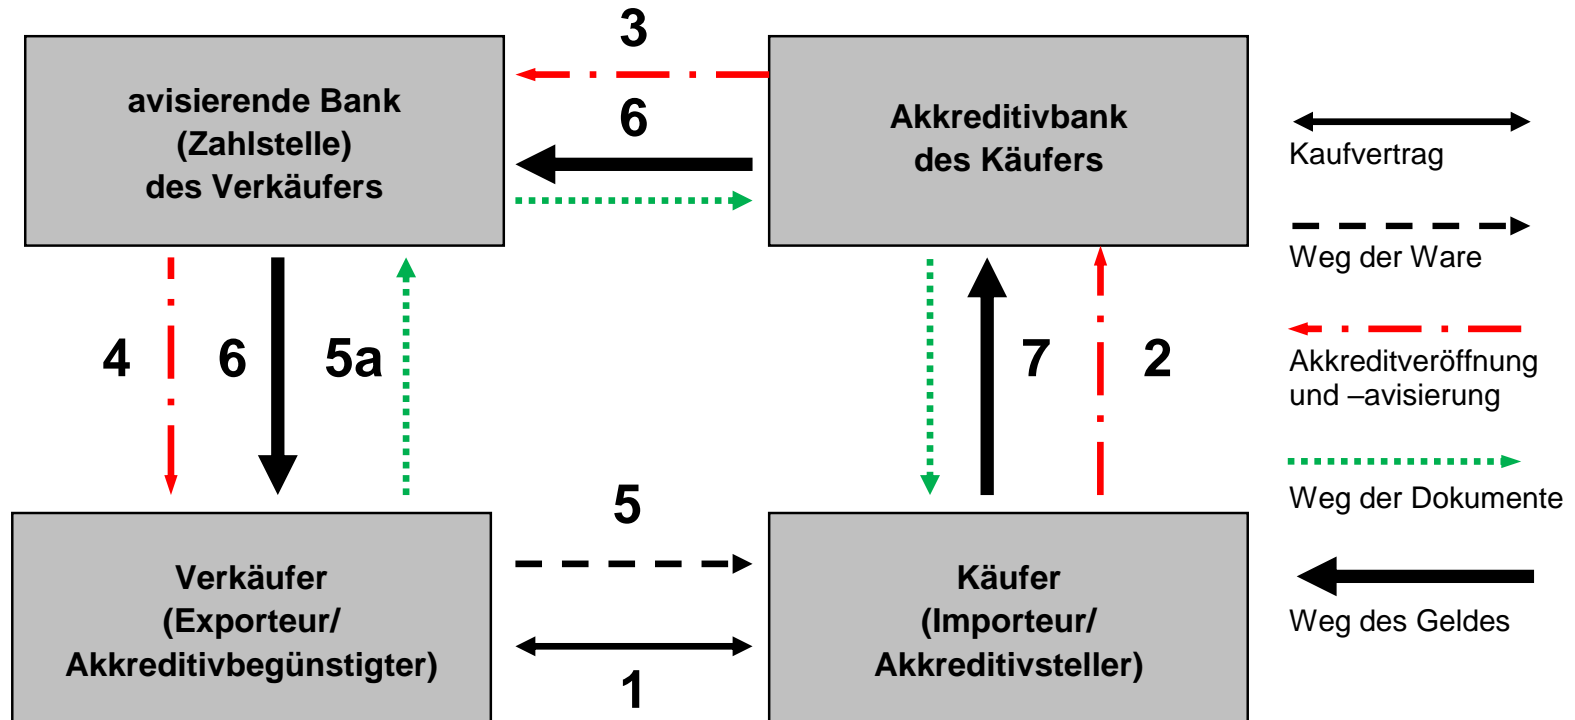 3
avisierende Bank
(Zahlstelle)
des Verkäufers
6
Akkreditivbank
des Käufers
Kaufvertrag
Weg der Ware
4
6
5a
7
2
Akkreditveröffnung
und –avisierung
Weg der Dokumente
5
Verkäufer
(Exporteur/
Akkreditivbegünstigter)
Käufer
(Importeur/
Akkreditivsteller)
Weg des Geldes
1